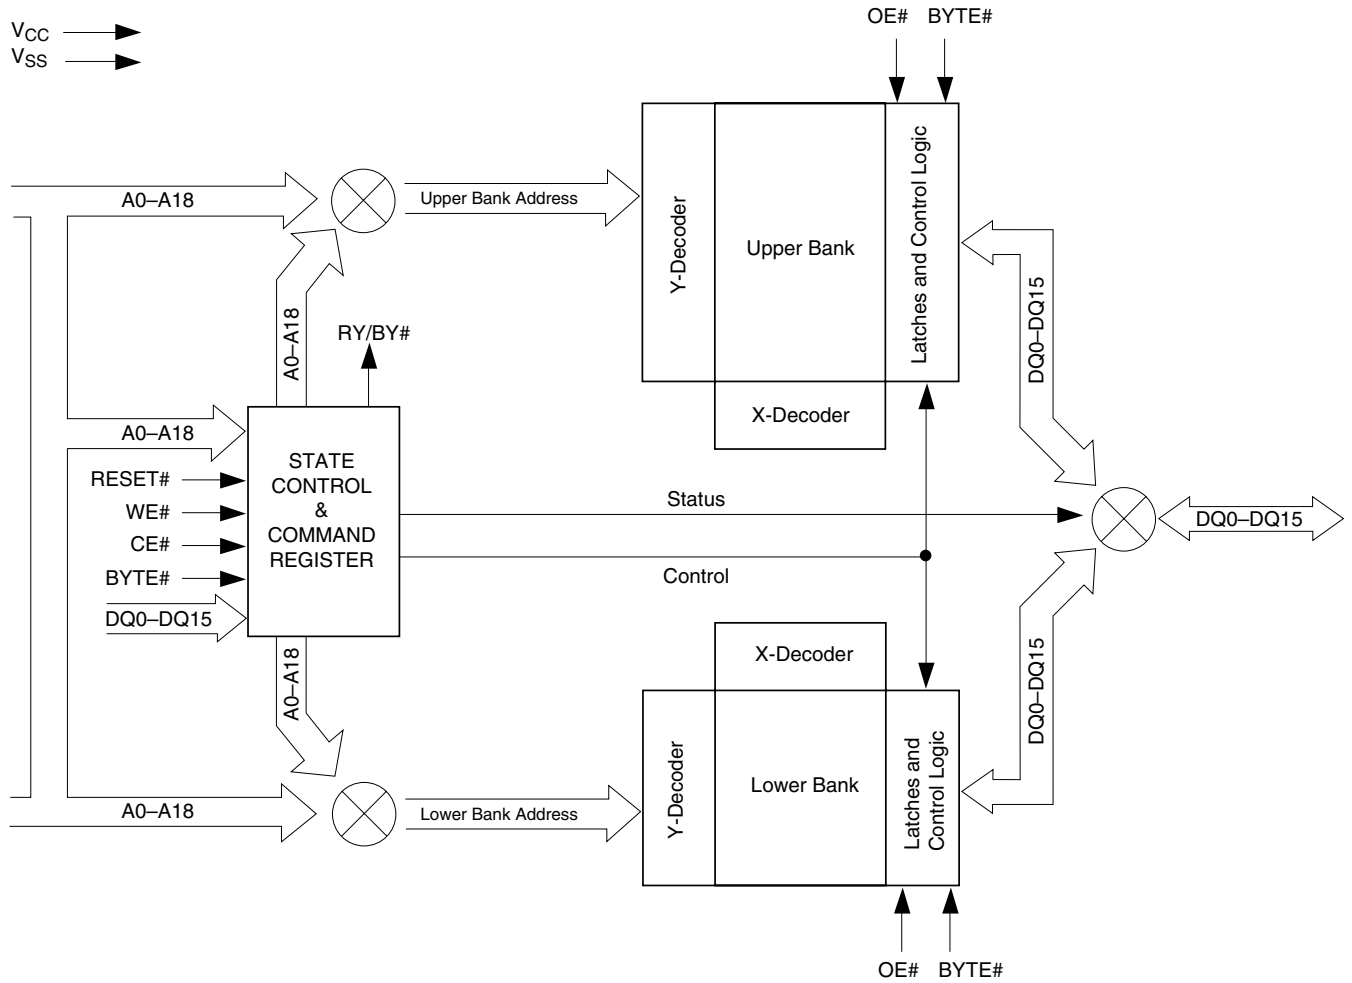 OE# BYTE#
VCC
VSS
A0–A18
Upper Bank Address
Y-Decoder
Upper Bank
Latches and Control Logic
X-Decoder
DQ0–DQ15
A0–A18
RY/BY#
A0–A18
RESET#
WE#
CE#
BYTE#
DQ0–DQ15
STATE
CONTROL
&
COMMAND
REGISTER
Status
Control
DQ0–DQ15
A0–A18
X-Decoder
A0–A18
Lower Bank Address
Y-Decoder
Lower Bank
Latches and
Control Logic
DQ0–DQ15
OE# BYTE#